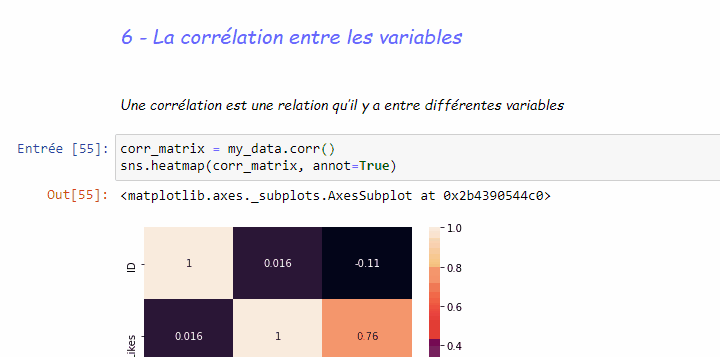 6 - La corrélation entre les variables
Une corrélation est une relation qu'il y a entre différentes variables
Entrée [55]: corr_matrix = my_data.corr()
sns.heatmap(corr_matrix, annot=True)
Out[55]: <matplotlib.axes._subplots.AxesSubplot at 0x2b4390544c0>
ID 1 0.016 -0.11 1.0
0.8
0.6
0.016 1 0.76
0.4